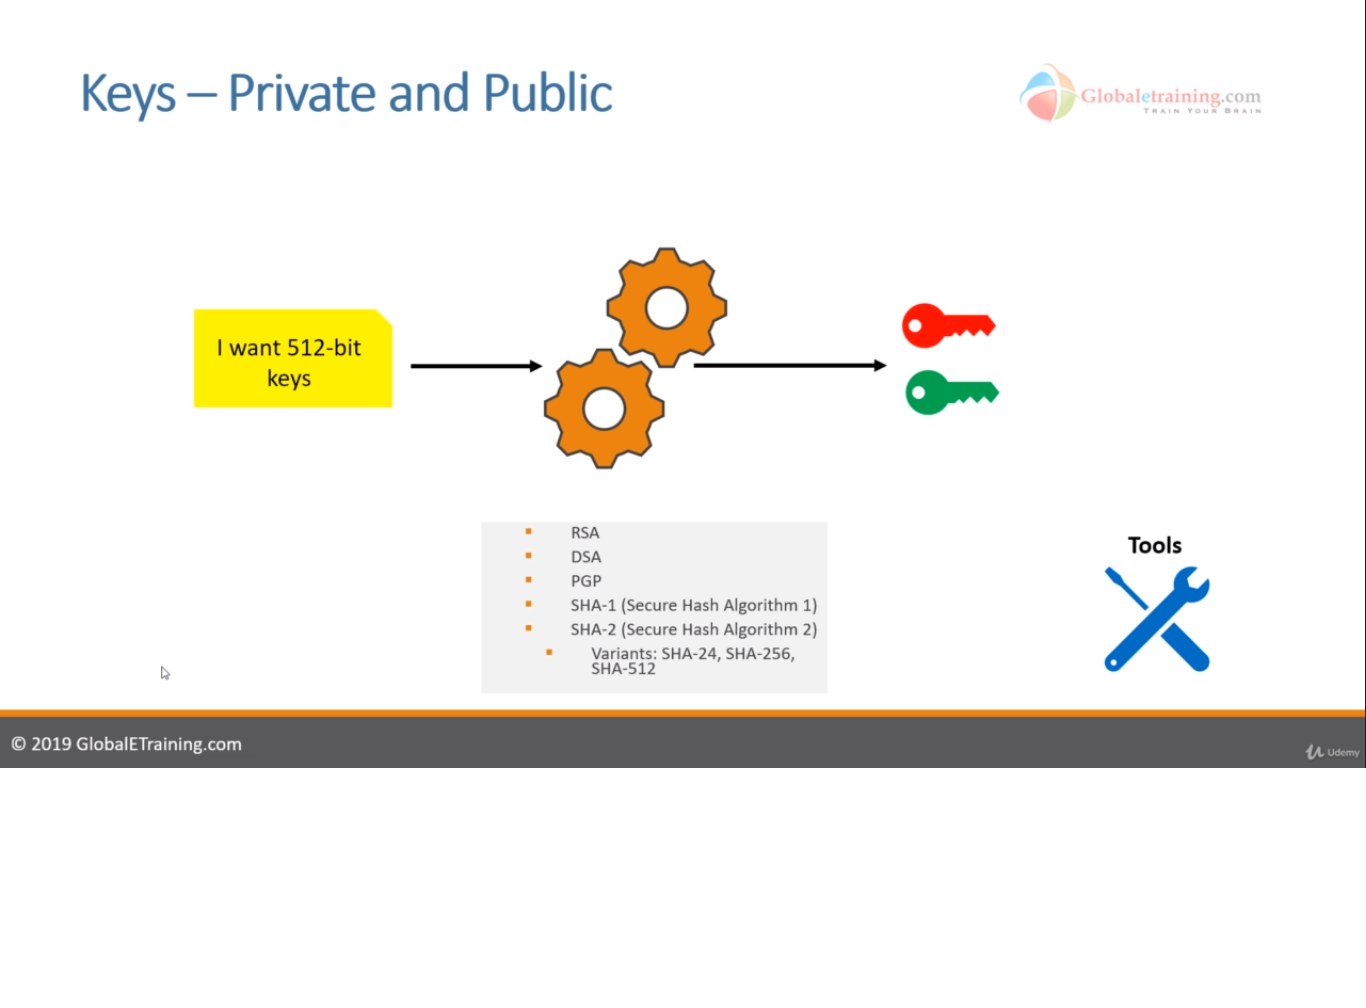 Keys – Private and Public
Globaletraining.com
TRAIN YOUR BRAIN
I want 512-bit
keys
RSA
DSA
PGP
SHA-1 (Secure Hash Algorithm 1)
SHA-2 (Secure Hash Algorithm 2)
Variants: SHA-24, SHA-256,
SHA-512
Tools
© 2019 GlobalETraining.com
Udemy